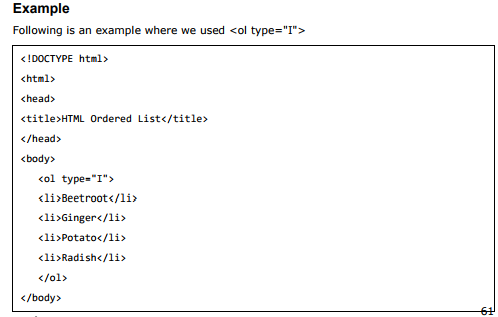 Example
Following is an example where we used <ol type="I">
<!DOCTYPE html>
<html>
<head>
<title>HTML Ordered List</title>
</head>
<body>
<ol type="I">
<li>Beetroot</li>
<li>Ginger</li>
<li>Potato</li>
<li>Radish</li>
</ol>
</body>
61